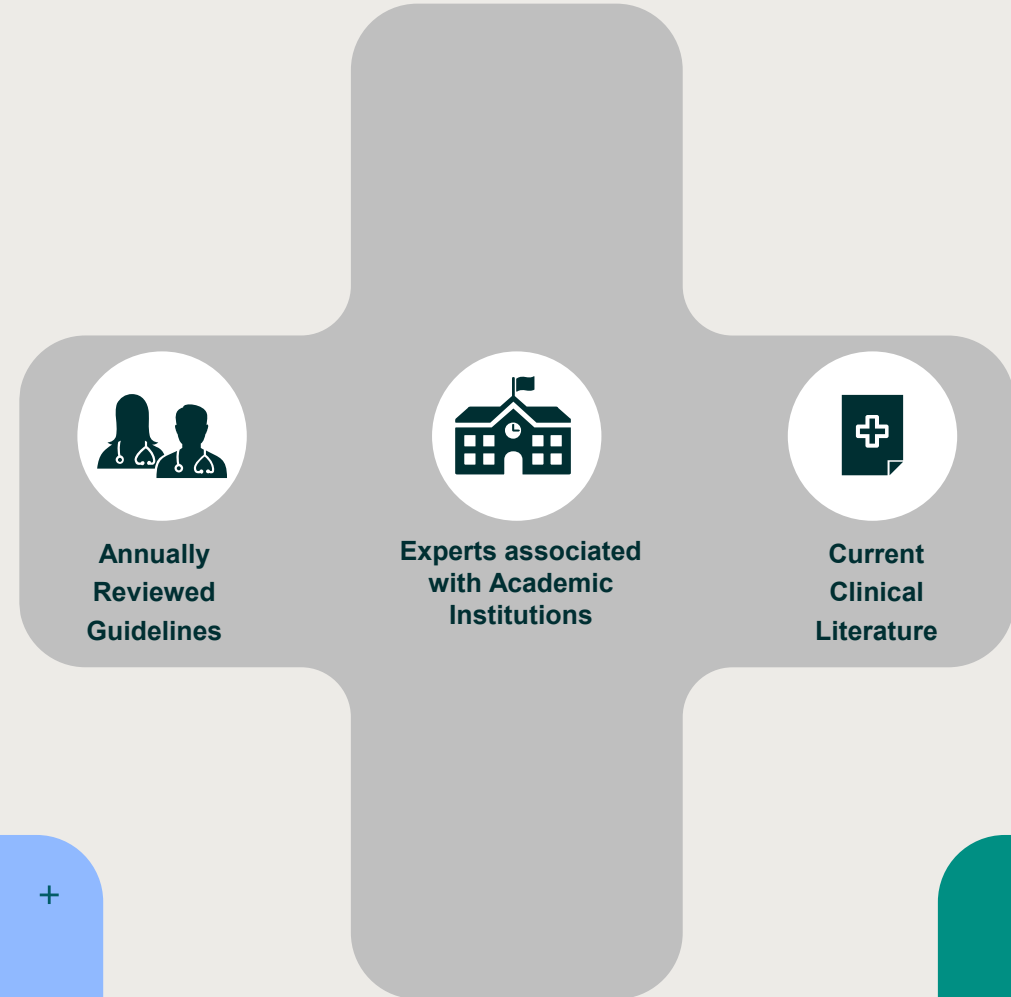 Annually
Reviewed
Guidelines
Experts associated
with Academic
Institutions
Current
Clinical
Literature
+